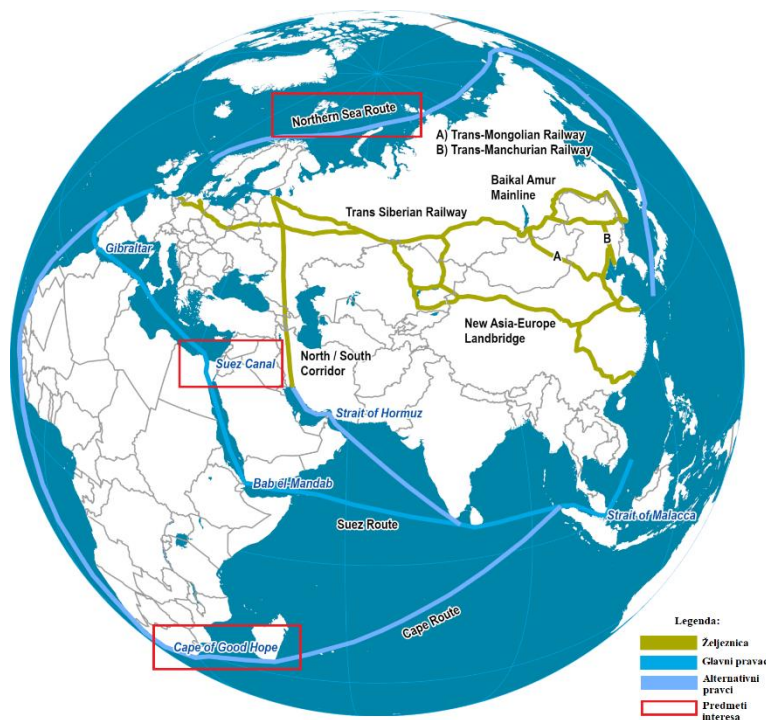 Northern Sea Route
A) Trans-Mongolian Railway
B) Trans-Manchurian Railway
Baikal Amur
Mainline
Trans Siberian Railway
Gibraltar
B
A
New Asia-Europe
Landbridge
North / South
Corridor
Suez Canal
Strait of Hormuz
Bab el-Mandab
Suez Route
Strait of Malacca
Cape Route
Cape of Good Hope
Legenda:
Željeznica
Glavni pravac
Alternativni
pravci
Predmeti
interesa